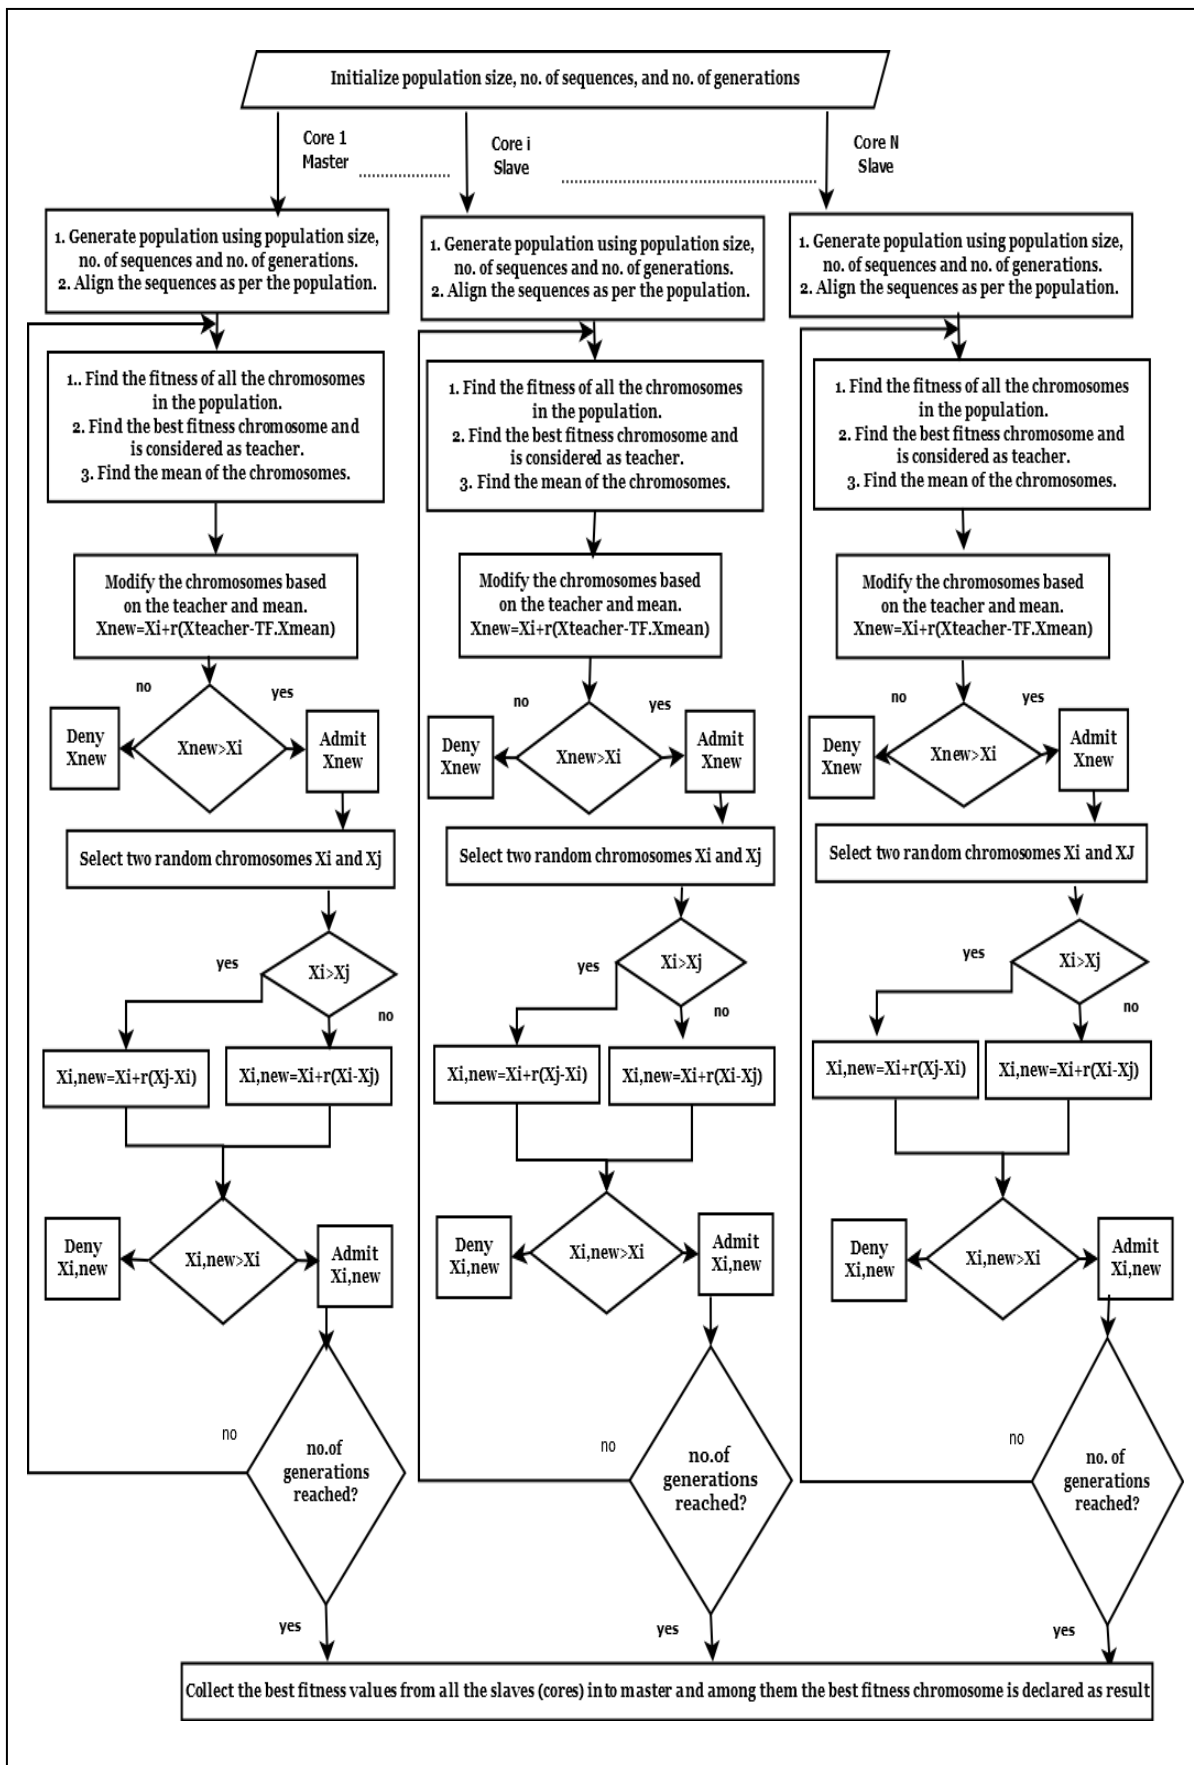 Initialize population size, no. of sequences, and no. of generations
Core 1
Master
Core i
Slave
Core N
Slave
1. Generate population using population size,
no. of sequences and no. of generations.
2. Align the sequences as per the population.
1.. Find the fitness of all the chromosomes
in the population.
2. Find the best fitness chromosome and
is considered as teacher.
3. Find the mean of the chromosomes.
Modify the chromosomes based
on the teacher and mean.
Xnew=Xi+r(Xteacher-TF.Xmean)
no
yes
Deny
Xnew
Xnew>Xi
Admit
Xnew
Select two random chromosomes Xi and Xj
yes
Xi>Xj
no
Xi,new=Xi+r(Xj-Xi)
Xi,new=Xi+r(Xi-Xj)
Deny
Xi,new
Xi,new>Xi
Admit
Xi,new
no
no.of
generations
reached?
yes
1. Generate population using population size,
no. of sequences and no. of generations.
2. Align the sequences as per the population.
1. Find the fitness of all the chromosomes
in the population.
2. Find the best fitness chromosome and
is considered as teacher.
3. Find the mean of the chromosomes.
Modify the chromosomes based
on the teacher and mean.
Xnew=Xi+r(Xteacher-TF.Xmean)
no
yes
Deny
Xnew
Xnew>Xi
Admit
Xnew
Select two random chromosomes Xi and Xj
yes
Xi>Xj
no
Xi,new=Xi+r(Xj-Xi)
Xi,new=Xi+r(Xi-Xj)
Deny
Xi,new
Xi,new>Xi
Admit
Xi,new
no
no.of
generations
reached?
yes
1. Generate population using population size,
no. of sequences and no. of generations.
2. Align the sequences as per the population.
1. Find the fitness of all the chromosomes
in the population.
2. Find the best fitness chromosome and
is considered as teacher.
3. Find the mean of the chromosomes.
Modify the chromosomes based
on the teacher and mean.
Xnew=Xi+r(Xteacher-TF.Xmean)
no
yes
Deny
Xnew
Xnew>Xi
Admit
Xnew
Select two random chromosomes Xi and XJ
yes
Xi>Xj
no
Xi,new=Xi+r(Xj-Xi)
Xi,new=Xi+r(Xi-Xj)
Deny
Xi,new
Xi,new>Xi
Admit
Xi,new
no
no. of
generations
reached?
yes
Collect the best fitness values from all the slaves (cores) into master and among them the best fitness chromosome is declared as result